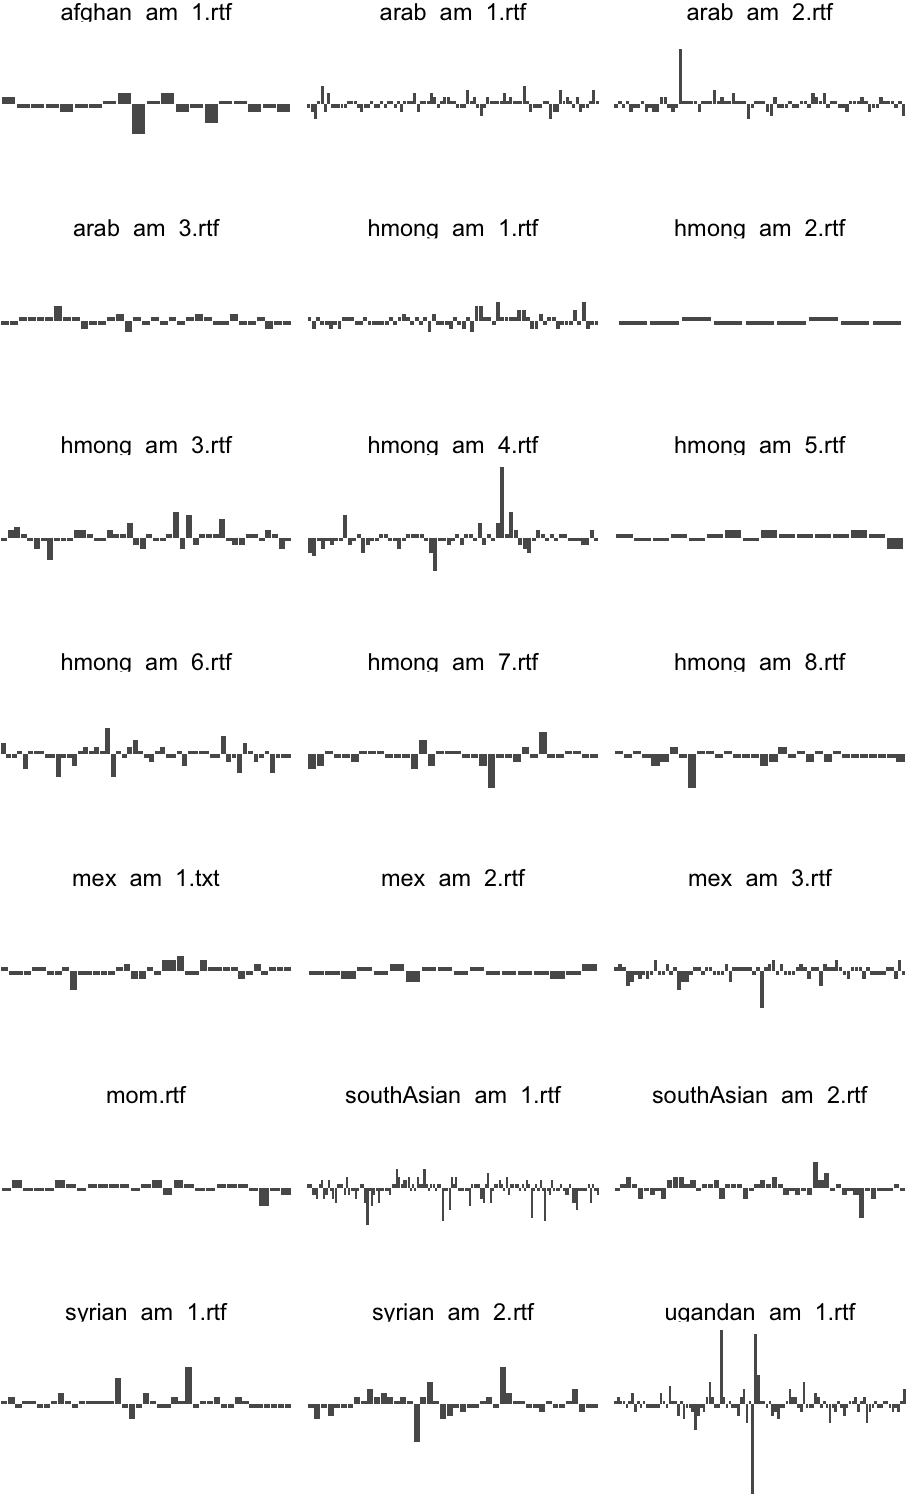 afghan_am_1.rtf arab_am_1.rtf arab_am_2.rtf
arab_am_3.rtf hmong_am_1.rtf hmong_am_2.rtf
hmong_am_3.rtf hmong_am_4.rtf hmong_am_5.rtf
hmong_am_6.rtf hmong_am_7.rtf hmong_am_8.rtf
mex_am_1.txt mex_am_2.rtf mex_am_3.rtf
mom.rtf southAsian_am_1.rtf southAsian_am_2.rtf
syrian_am_1.rtf syrian_am_2.rtf ugandan_am_1.rtf